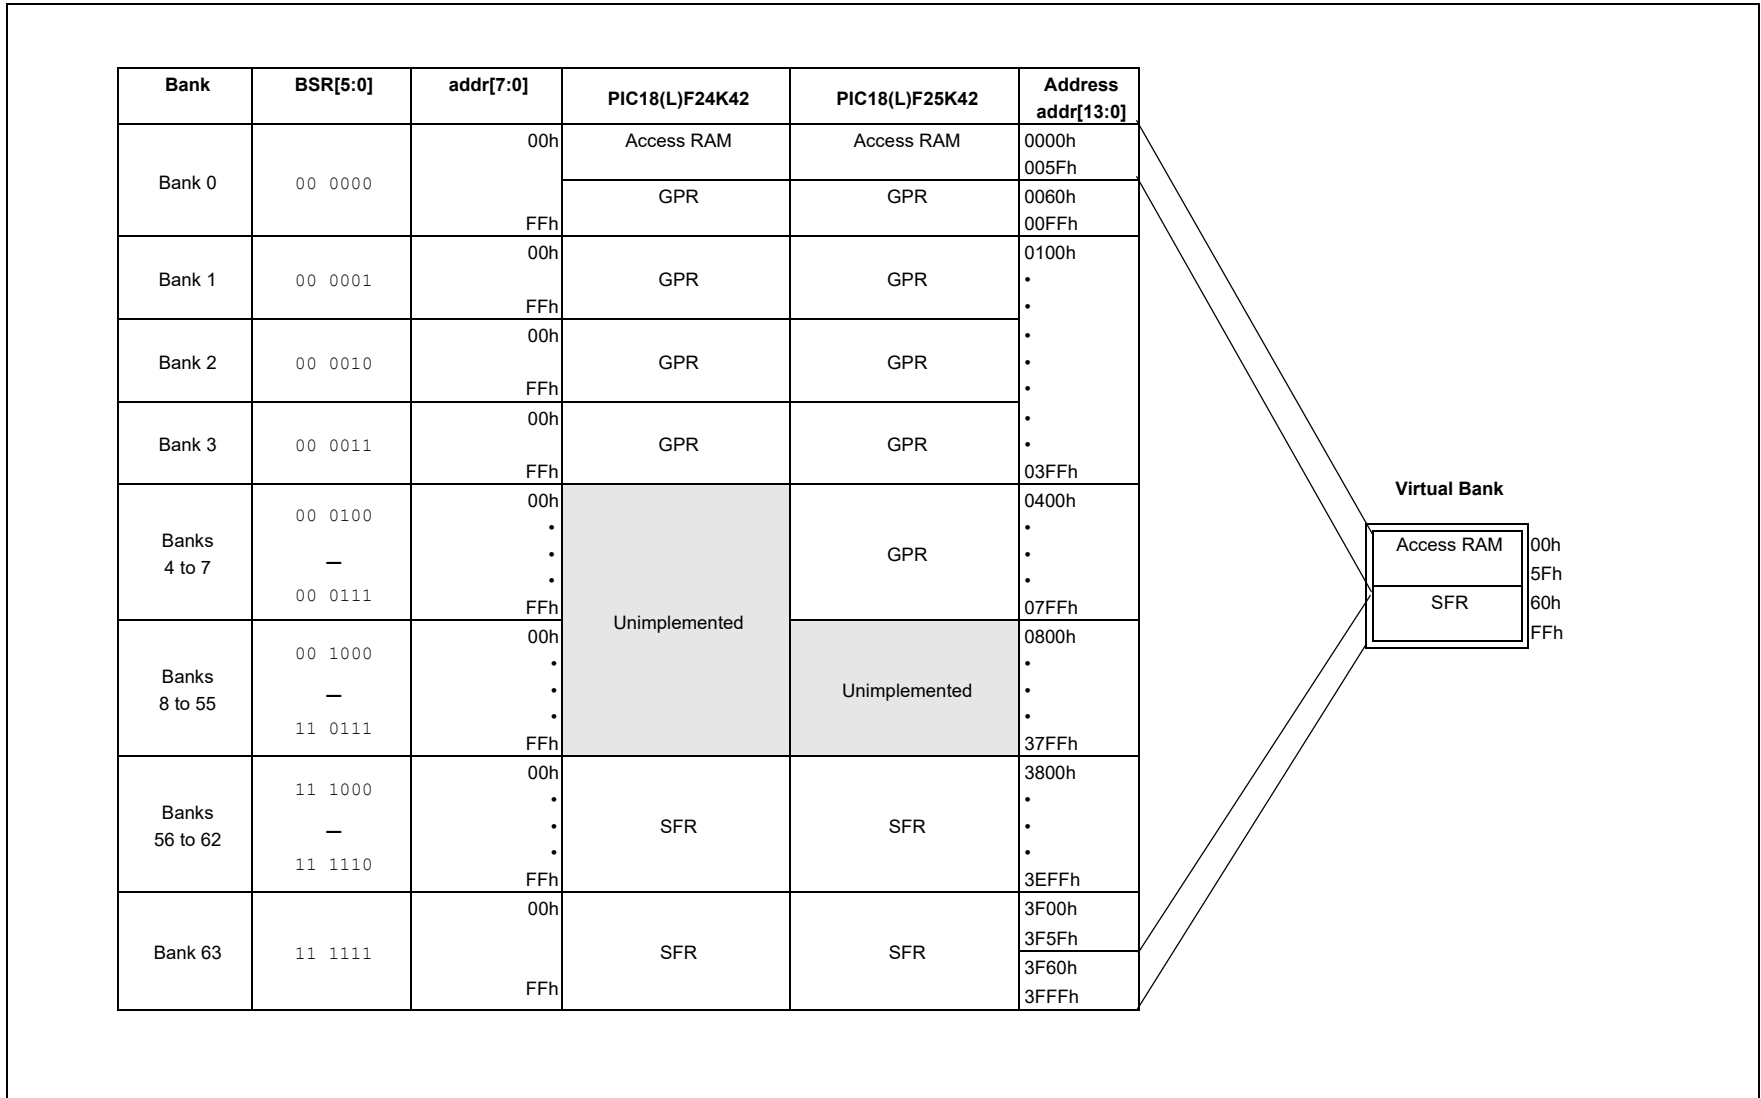 Bank BSR[5:0] addr[7:0] PIC18(L)F24K42 PIC18(L)F25K42 Address
addr[13:0]
00h Access RAM Access RAM 0000h
005Fh
Bank 0 00 0000
GPR GPR 0060h
FFh 00FFh
00h 0100h
Bank 1 00 0001 GPR GPR •
FFh •
00h •
Bank 2 00 0010 GPR GPR •
FFh •
00h •
Bank 3 00 0011 GPR GPR •
FFh 03FFh
00h 0400h
00 0100
• •
Banks
4 to 7
– • GPR •
• •
00 0111
FFh 07FFh
Unimplemented
00h 0800h
00 1000
• •
Banks
8 to 55
– • Unimplemented •
• •
11 0111
FFh 37FFh
00h 3800h
11 1000
• •
Banks
56 to 62
– • SFR SFR •
• •
11 1110
FFh 3EFFh
00h 3F00h
3F5Fh
Bank 63 11 1111 SFR SFR
3F60h
FFh 3FFFh
Virtual Bank
Access RAM 00h
5Fh
SFR 60h
FFh